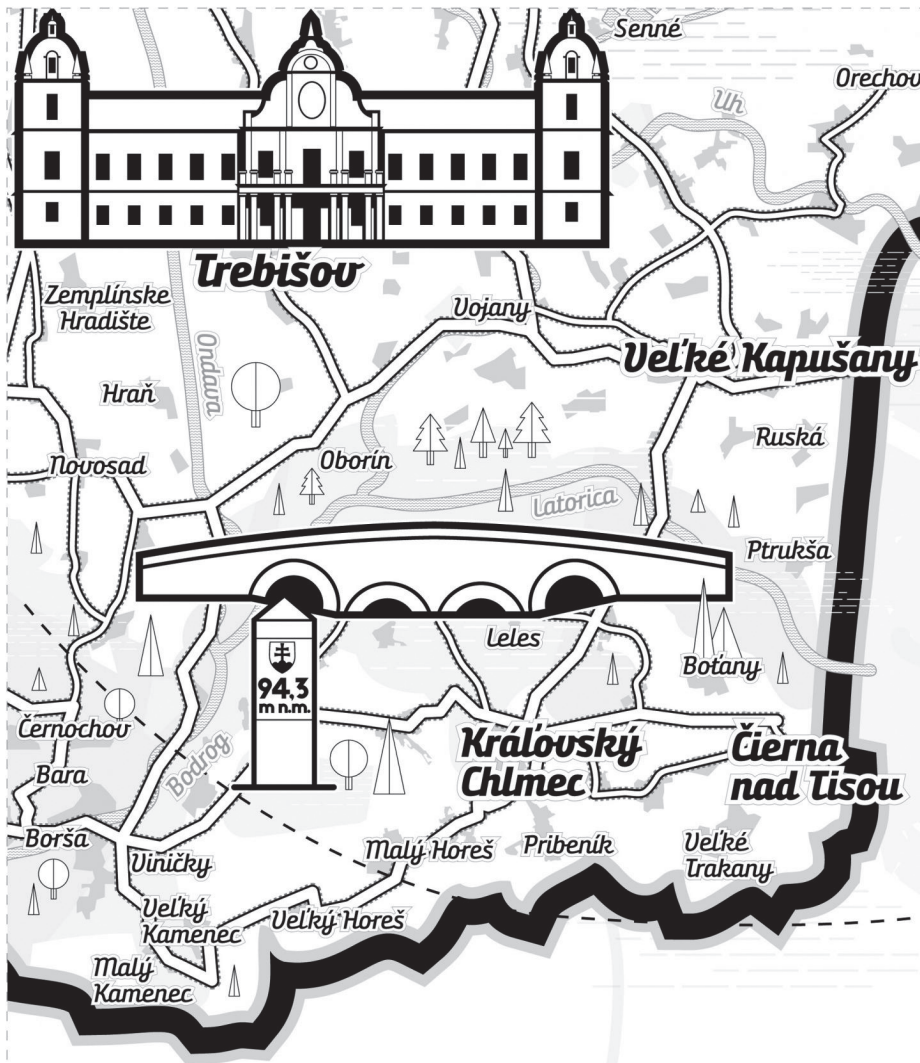 Senné
Orechov
Uh
Trebišov
Zemplínske
Hradište
Ondava
Vojany
Veľké Kapušany
Hraň
Ruská
Novosad
Oborín
Latorica
Ptrukša
Leles
Boťany
94,3
m n.m.
Černochov
Bodrog
Kráľovský
Chlmec
Čierna
nad Tisou
Bara
Borša
Viničky
Malý Horeš
Pribeník
Veľké
Trakany
Veľký
Kamenec
Veľký Horeš
Malý
Kamenec